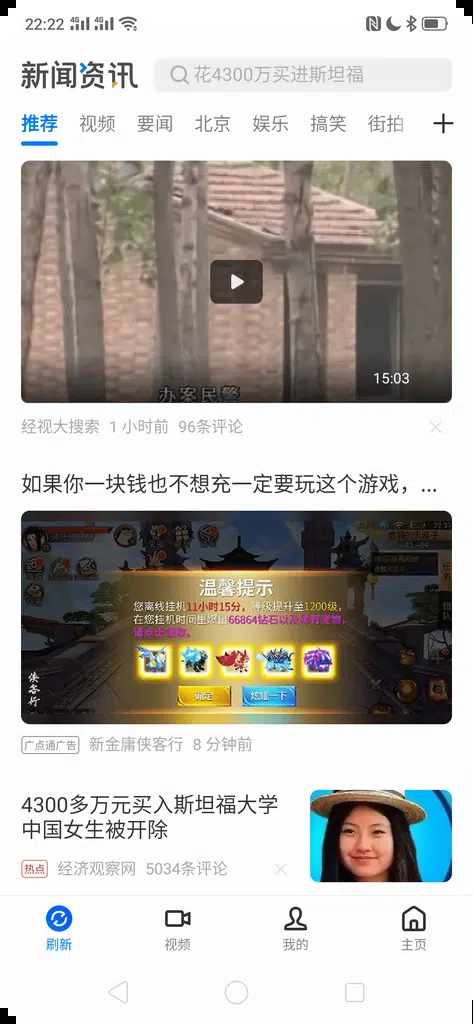 22:22
新闻资讯
花4300万买进斯坦福
推荐 视频 要闻 北京 娱乐 搞笑 街拍
15:03
办案民警
经视大搜索 1小时前 96条评论
如果你一块钱也不想充一定要玩这个游戏，...
温馨提示
您离线挂机11小时15分，等级提升至1200级，
在您挂机时间里爆出66864钻石以及
请点击领取。
侠客行
确定 炫耀一下
广点通广告 新金庸侠客行 8分钟前
4300多万元买入斯坦福大学
中国女生被开除
热点 经济观察网 5034条评论
刷新 视频 我的 主页